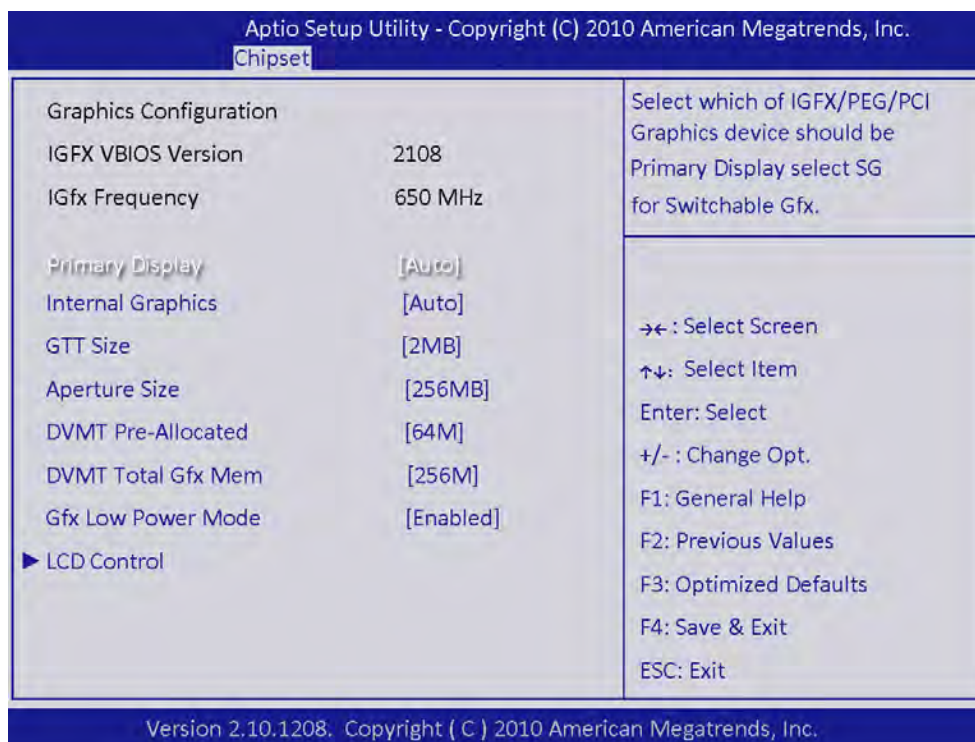 Aptio Setup Utility - Copyright (C) 2010 American Megatrends, Inc.
Chipset
Graphics Configuration
IGFX VBIOS Version 2108
IGfx Frequency 650 MHz
Primary Display [Auto]
Internal Graphics [Auto]
GTT Size [2MB]
Aperture Size [256MB]
DVMT Pre-Allocated [64M]
DVMT Total Gfx Mem [256M]
Gfx Low Power Mode [Enabled]
▶ LCD Control
Select which of IGFX/PEG/PCI
Graphics device should be
Primary Display select SG
for Switchable Gfx.
→←: Select Screen
↑↓: Select Item
Enter: Select
+/- : Change Opt.
F1: General Help
F2: Previous Values
F3: Optimized Defaults
F4: Save & Exit
ESC: Exit
Version 2.10.1208. Copyright ( C ) 2010 American Megatrends, Inc.